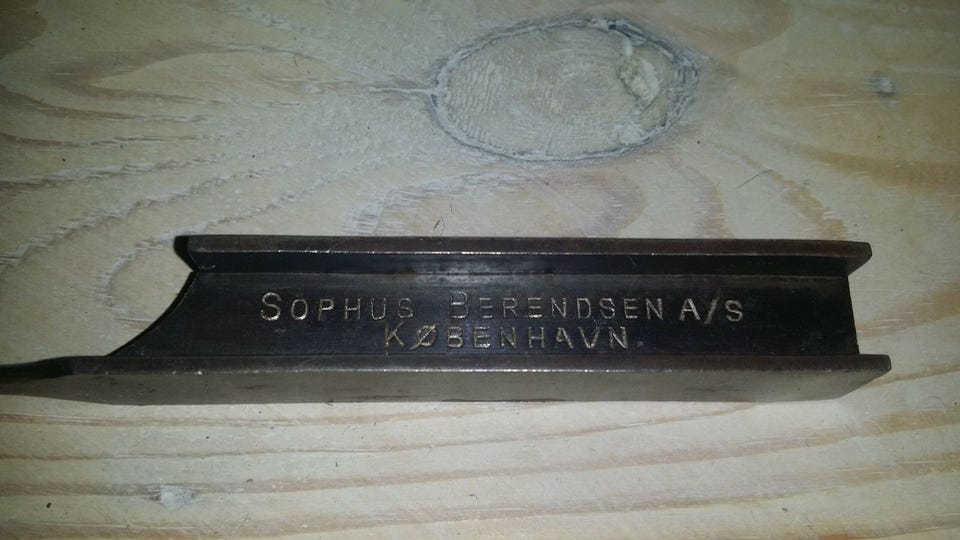 SOPHUS BERENDSEN A/S
KØBENHAVN